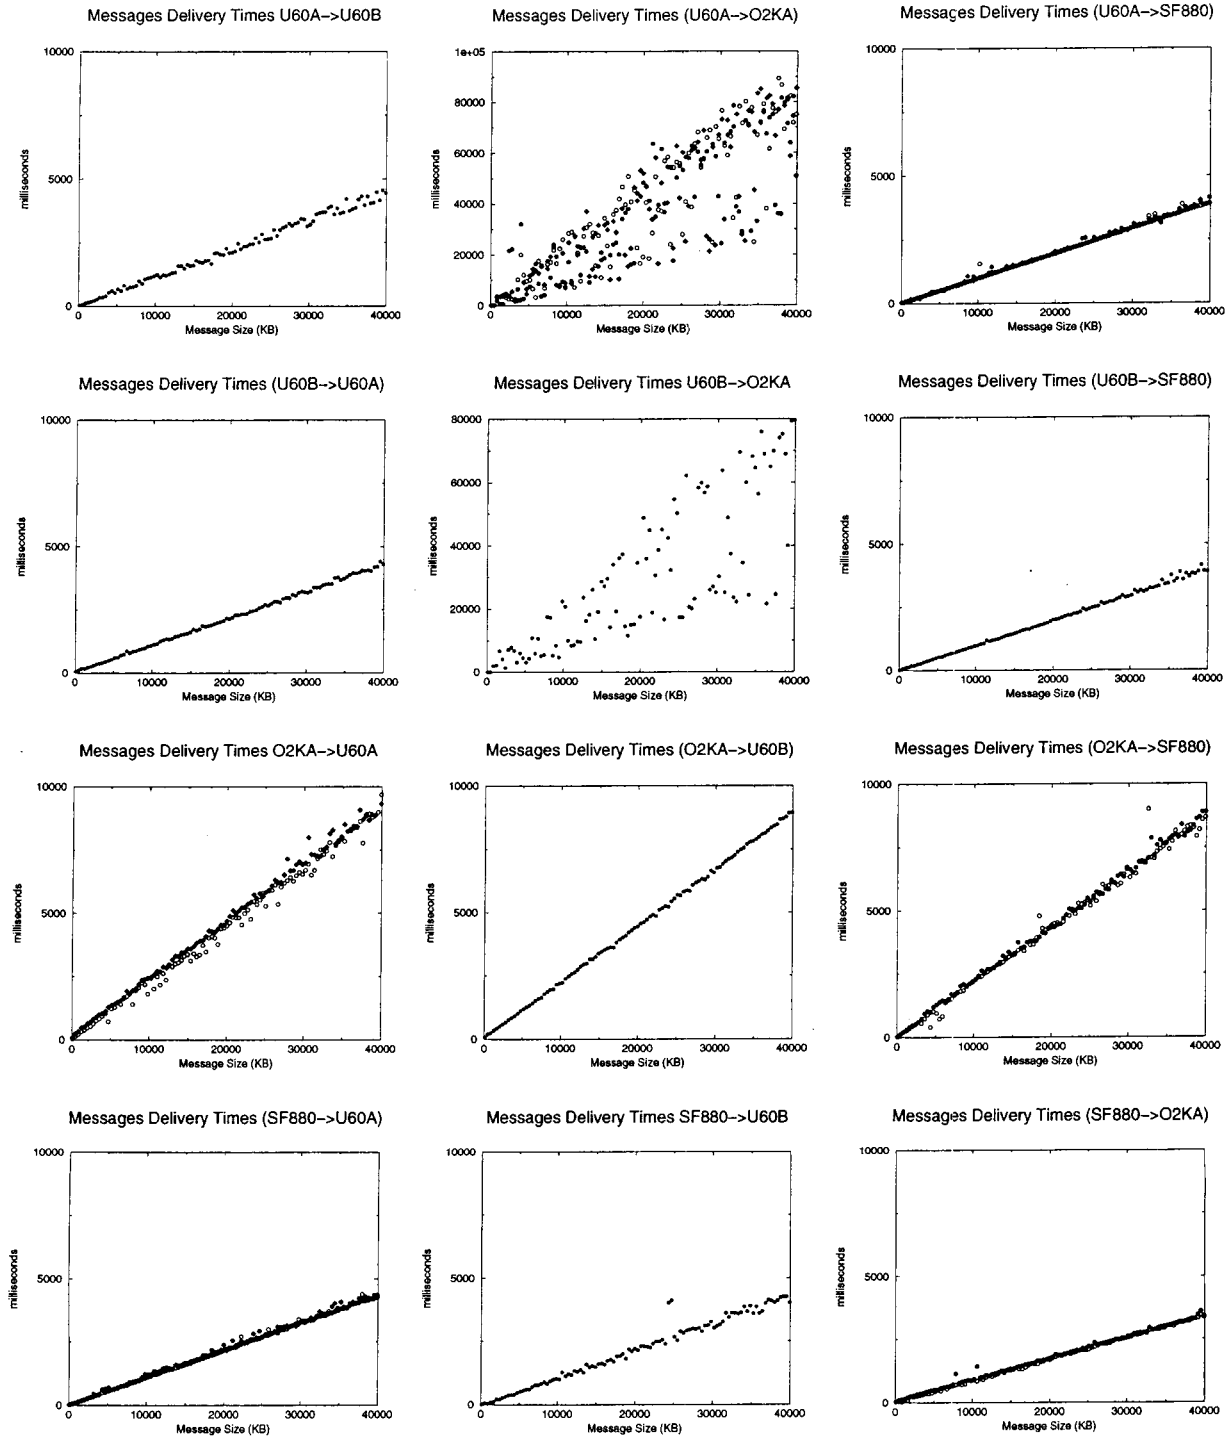 Messages Delivery Times U60A->U60B
10000
5000
0
milliseconds
0 10000 20000 30000 40000
Message Size (KB)
Messages Delivery Times (U60A->O2KA)
1e+05
80000
60000
40000
20000
0
milliseconds
0 10000 20000 30000 40000
Message Size (KB)
Messages Delivery Times (U60A->SF880)
10000
5000
0
milliseconds
0 10000 20000 30000 40000
Message Size (KB)
Messages Delivery Times (U60B->U60A)
10000
5000
0
milliseconds
0 10000 20000 30000 40000
Message Size (KB)
Messages Delivery Times U60B->O2KA
80000
60000
40000
20000
0
milliseconds
0 10000 20000 30000 40000
Message Size (KB)
Messages Delivery Times (U60B->SF880)
10000
5000
0
milliseconds
0 10000 20000 30000 40000
Message Size (KB)
Messages Delivery Times O2KA->U60A
10000
5000
0
milliseconds
0 10000 20000 30000 40000
Message Size (KB)
Messages Delivery Times (O2KA->U60B)
10000
5000
0
milliseconds
0 10000 20000 30000 40000
Message Size (KB)
Messages Delivery Times (O2KA->SF880)
10000
5000
0
milliseconds
0 10000 20000 30000 40000
Message Size (KB)
Messages Delivery Times (SF880->U60A)
10000
5000
0
milliseconds
0 10000 20000 30000 40000
Message Size (KB)
Messages Delivery Times SF880->U60B
10000
5000
0
milliseconds
0 10000 20000 30000 40000
Message Size (KB)
Messages Delivery Times (SF880->O2KA)
10000
5000
0
milliseconds
0 10000 20000 30000 40000
Message Size (KB)